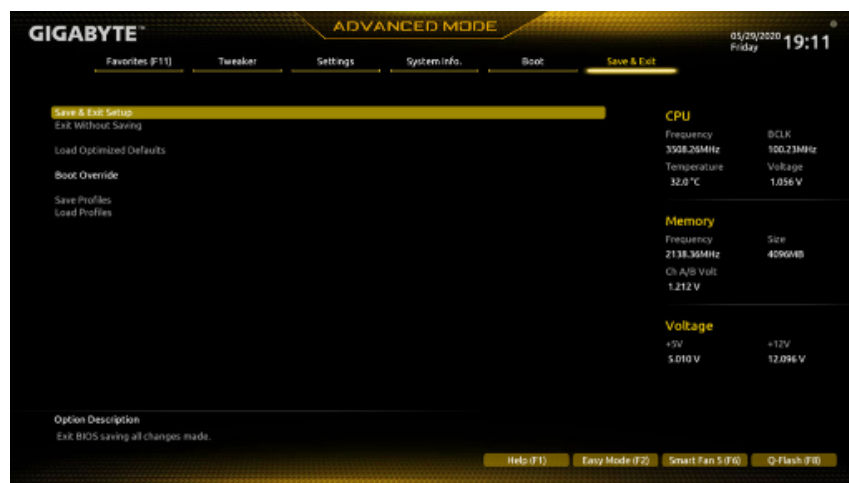 GIGABYTE™
ADVANCED MODE
05/29/2020
Friday
19:11
Favorites (F11) Tweaker Settings System Info. Boot Save & Exit
Save & Exit Setup
Exit Without Saving
Load Optimized Defaults
Boot Override
Save Profiles
Load Profiles
CPU
Frequency BCLK
3508.26MHz 100.23MHz
Temperature Voltage
32.0 °C 1.056 V
Memory
Frequency Size
2138.36MHz 4096MB
Ch A/B Volt
1.212 V
Voltage
+5V +12V
5.010 V 12.096 V
Option Description
Exit BIOS saving all changes made.
Help (F1) Easy Mode (F2) Smart Fan 5 (F6) Q-Flash (F8)